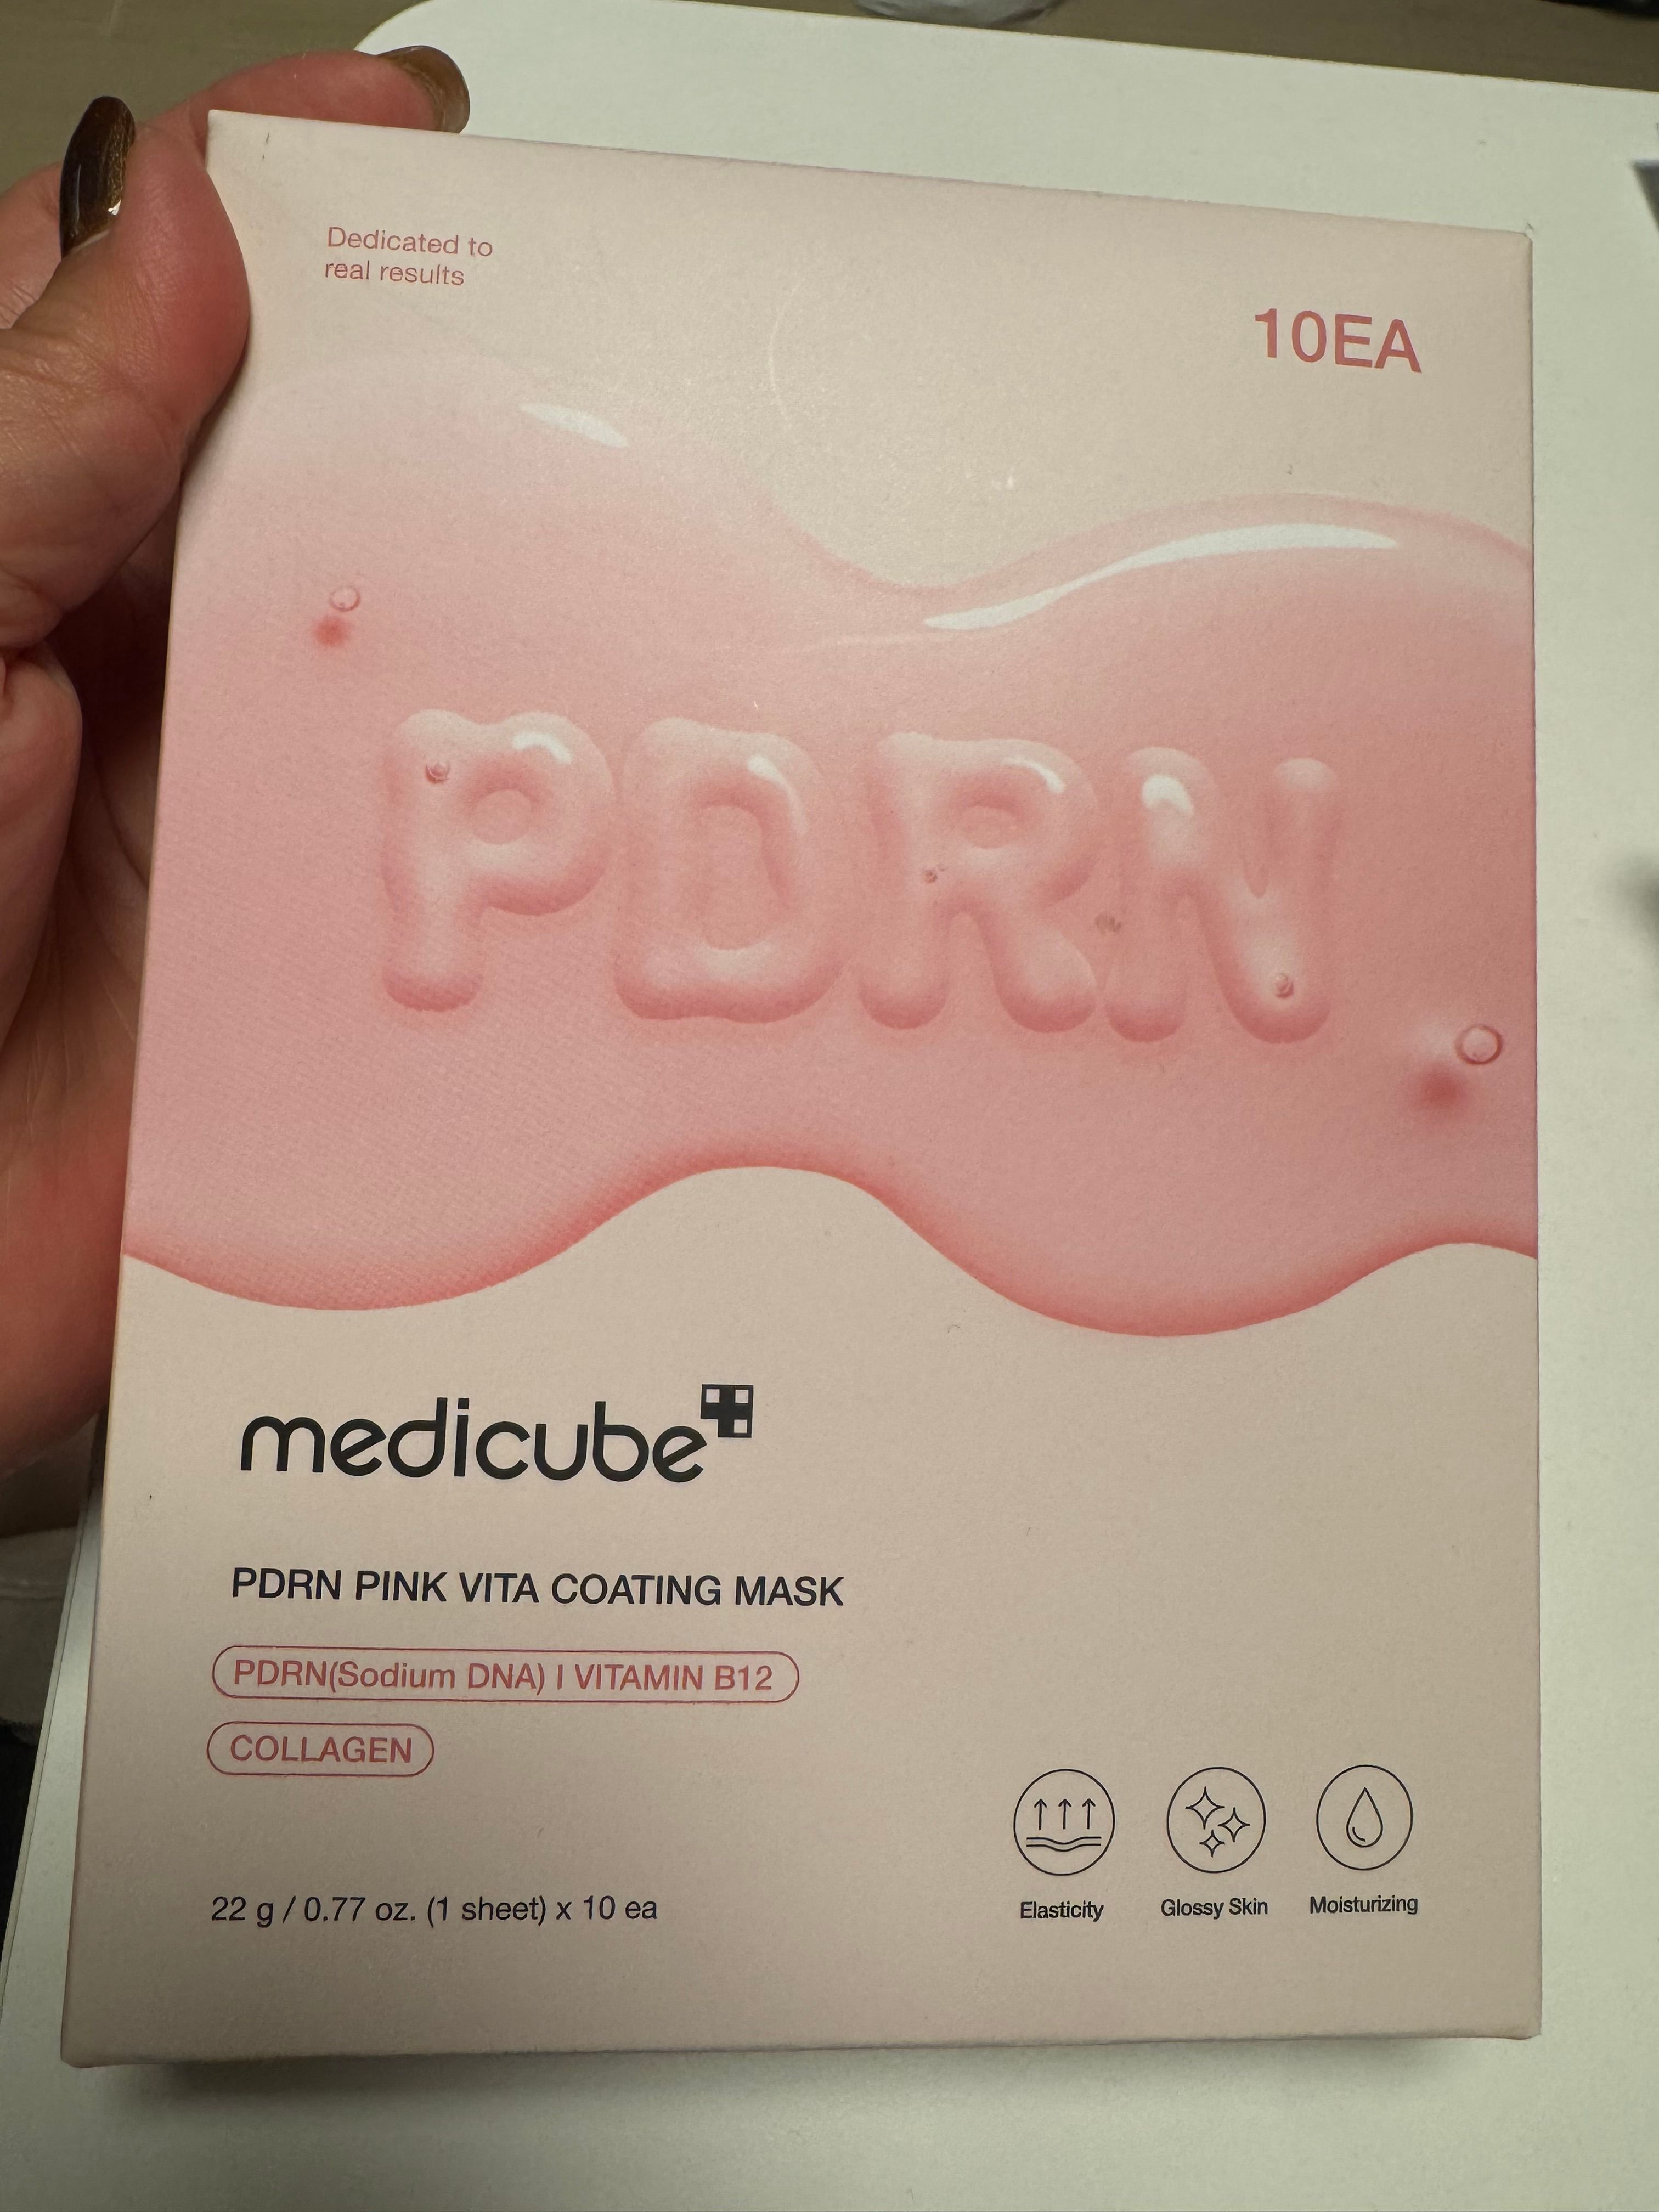 Dedicated to
real results
10EA
PDRN
medicube
PDRN PINK VITA COATING MASK
PDRN(Sodium DNA) I VITAMIN B12
COLLAGEN
22 g / 0.77 oz. (1 sheet) x 10 ea
Elasticity
Glossy Skin
Moisturizing